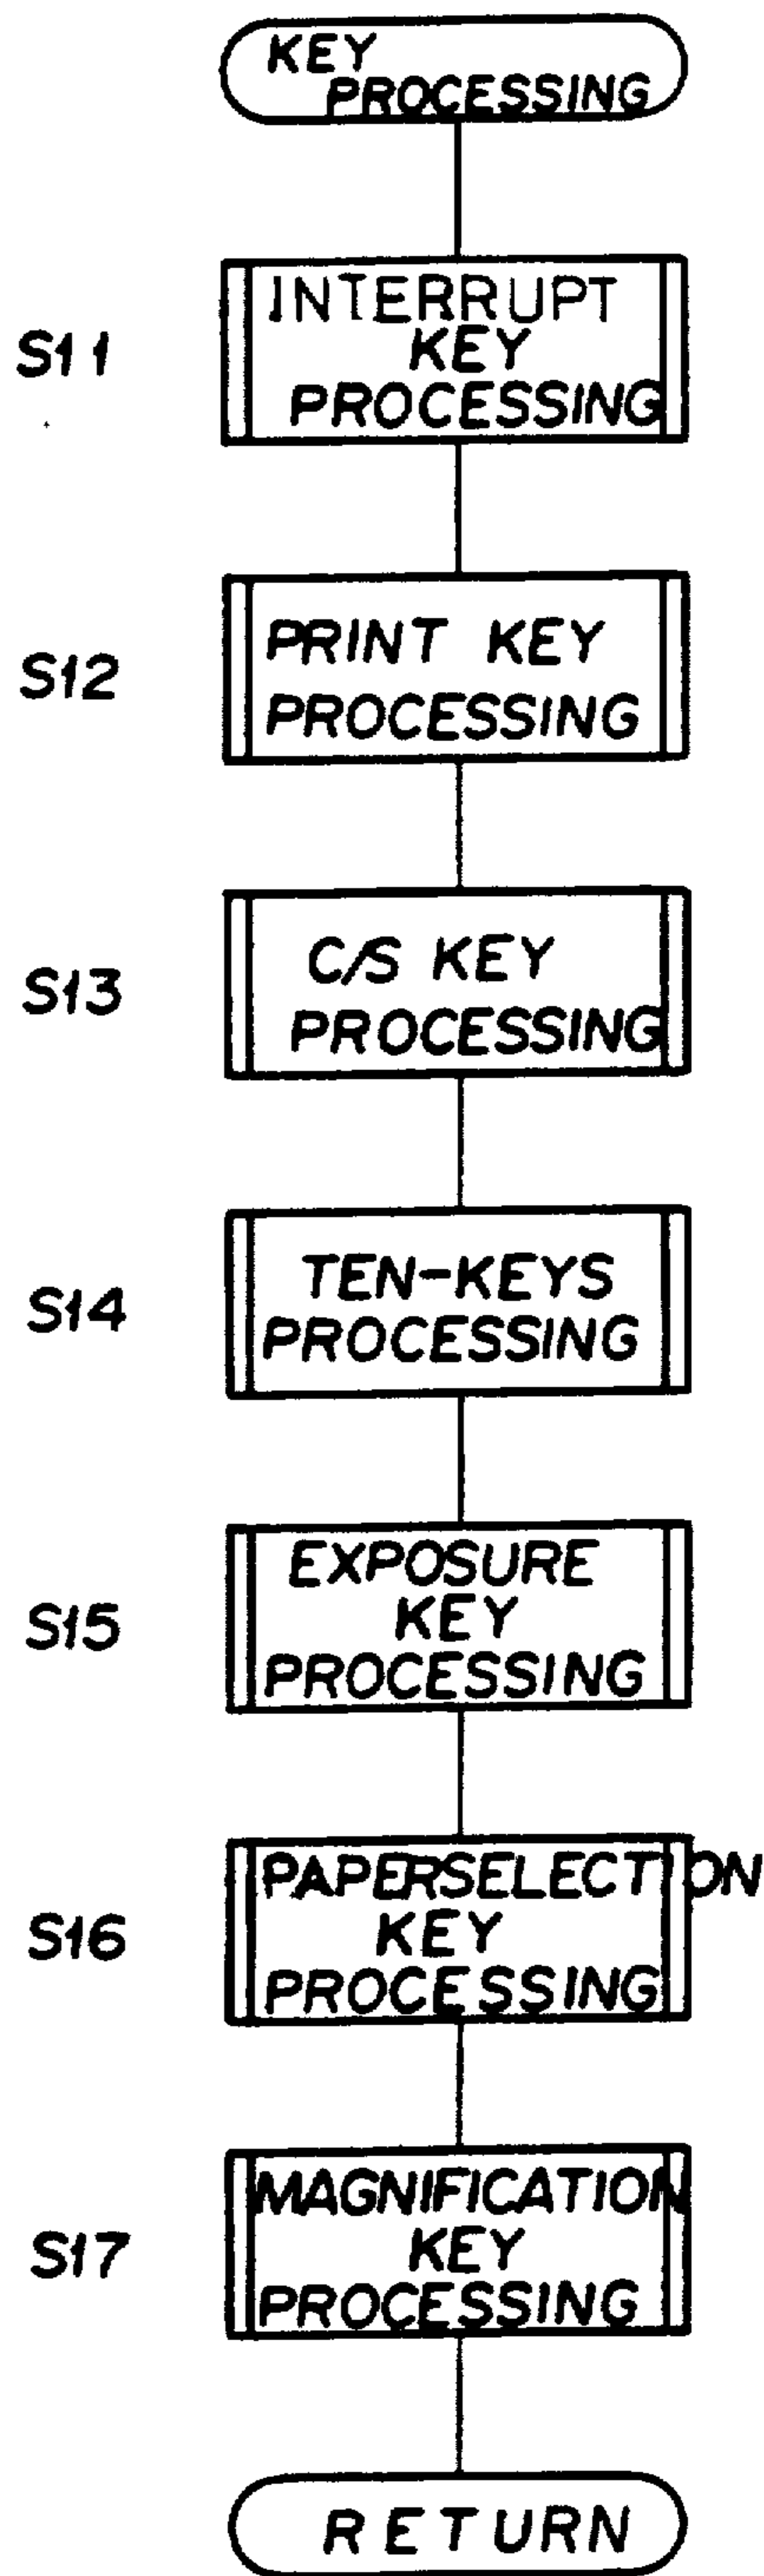 KEY
PROCESSING
S11
INTERRUPT
KEY
PROCESSING
S12
PRINT KEY
PROCESSING
S13
C/S KEY
PROCESSING
S14
TEN-KEYS
PROCESSING
S15
EXPOSURE
KEY
PROCESSING
S16
PAPERSELECTION
KEY
PROCESSING
S17
MAGNIFICATION
KEY
PROCESSING
RETURN